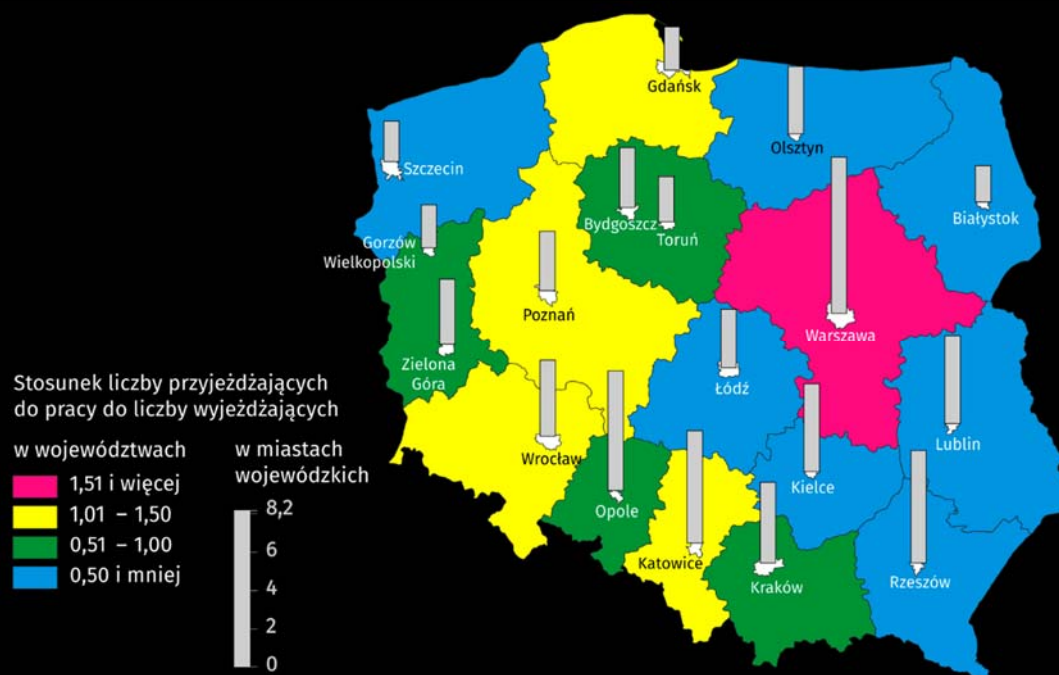 Gdańsk
Olsztyn
Szczecin
Białystok
Bydgoszcz
Toruń
Gorzów
Wielkopolski
Poznań
Warszawa
Zielona
Góra
Łódź
Lublin
Wrocław
Kielce
Opole
Katowice
Kraków
Rzeszów
Stosunek liczby przyjeżdżających
do pracy do liczby wyjeżdżających
w województwach
1,51 i więcej
1,01 – 1,50
0,51 – 1,00
0,50 i mniej
w miastach
wojewódzkich
8,2
6
4
2
0